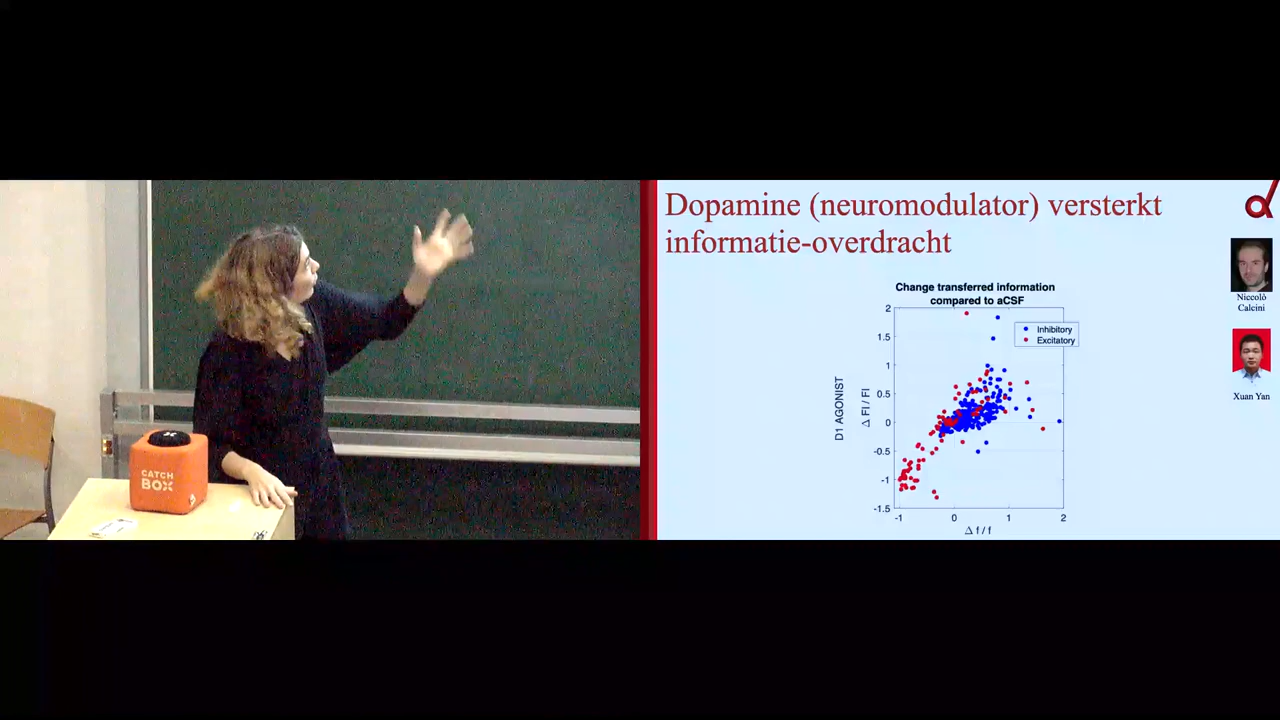 Dopamine (neuromodulator) versterkt
informatie-overdracht
Niccolò
Calcini
Xuan Yan
Change transferred information
compared to aCSF
Inhibitory
Excitatory
D1 AGONIST
Δ FI / FI
2
1.5
1
0.5
0
-0.5
-1
-1.5
-1
0
1
2
Δ f / f
CATCH
BOX